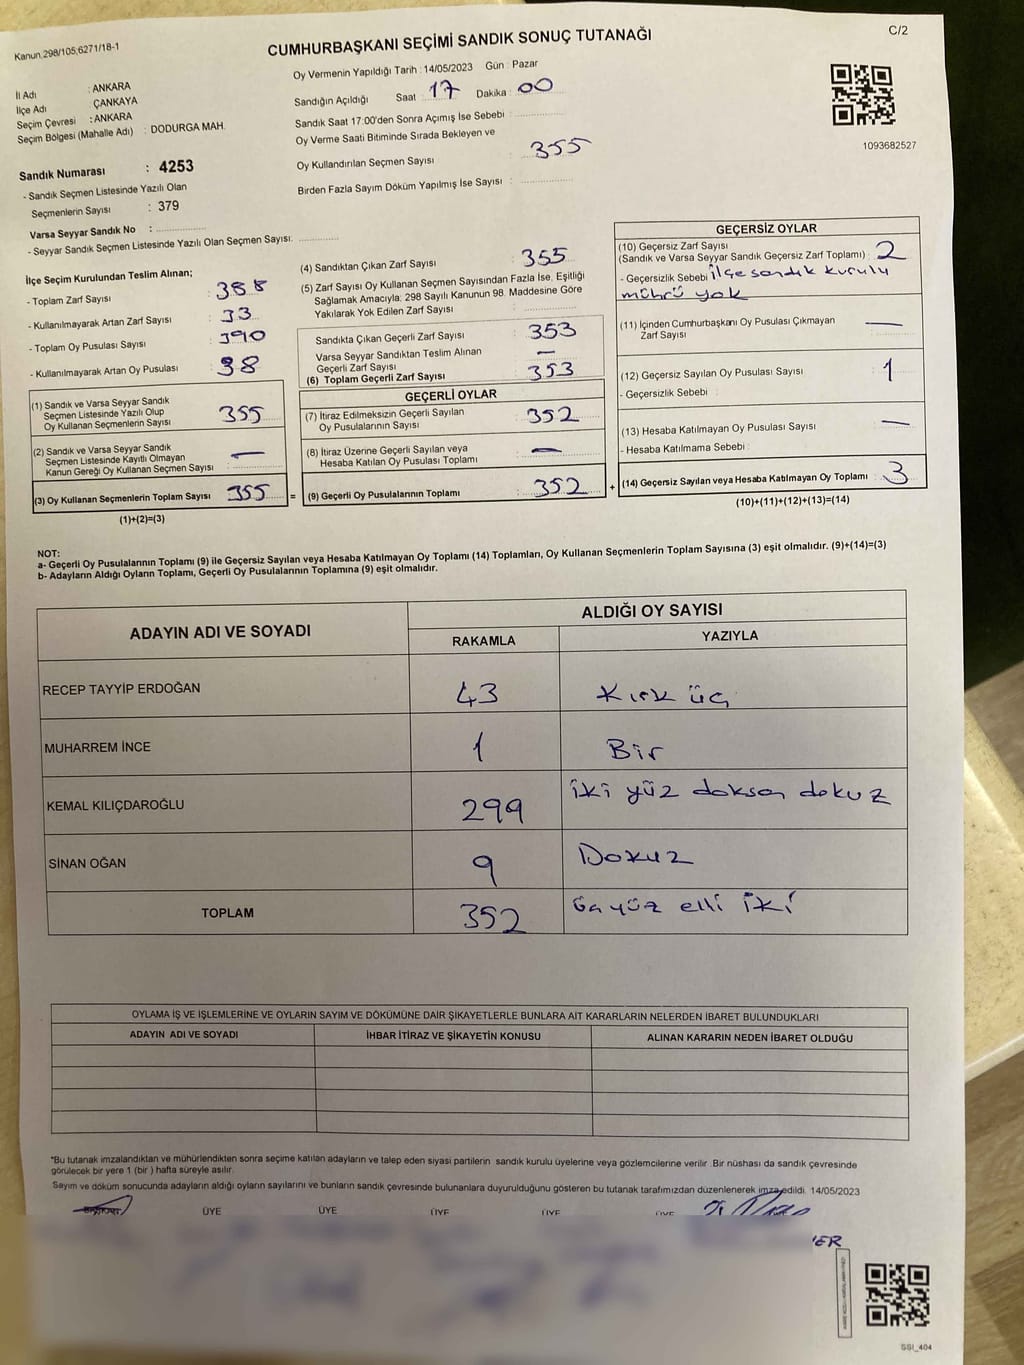 Kanun.298/105;6271/18-1
CUMHURBAŞKANI SEÇİMİ SANDIK SONUÇ TUTANAĞI
C/2
İl Adı : ANKARA
İlçe Adı ÇANKAYA
Seçim Çevresi : ANKARA
Seçim Bölgesi (Mahalle Adı) : DODURGA MAH.
Sandık Numarası : 4253
- Sandık Seçmen Listesinde Yazılı Olan
Seçmenlerin Sayısı : 379
Varsa Seyyar Sandık No :
- Seyyar Sandık Seçmen Listesinde Yazılı Olan Seçmen Sayısı:
Oy Vermenin Yapıldığı Tarih : 14/05/2023 Gün : Pazar
Sandığın Açıldığı Saat : 17 Dakika : 00
Sandık Saat 17:00'den Sonra Açımış İse Sebebi :
Oy Verme Saati Bitiminde Sırada Bekleyen ve
Oy Kullandırılan Seçmen Sayısı : 355
Birden Fazla Sayım Döküm Yapılmış İse Sayısı :
1093682527
İlçe Seçim Kurulundan Teslim Alınan;
- Toplam Zarf Sayısı : 388
- Kullanılmayarak Artan Zarf Sayısı : 33
- Toplam Oy Pusulası Sayısı : 390
- Kullanılmayarak Artan Oy Pusulası : 38
(1) Sandık ve Varsa Seyyar Sandık
Seçmen Listesinde Yazılı Olup
Oy Kullanan Seçmenlerin Sayısı : 355
(2) Sandık ve Varsa Seyyar Sandık
Seçmen Listesinde Kayıtlı Olmayan
Kanun Gereği Oy Kullanan Seçmen Sayısı : —
(3) Oy Kullanan Seçmenlerin Toplam Sayısı : 355
(1)+(2)=(3)
=
(4) Sandıktan Çıkan Zarf Sayısı : 355
(5) Zarf Sayısı Oy Kullanan Seçmen Sayısından Fazla İse, Eşitliği
Sağlamak Amacıyla; 298 Sayılı Kanunun 98. Maddesine Göre
Yakılarak Yok Edilen Zarf Sayısı :
Sandıkta Çıkan Geçerli Zarf Sayısı : 353
Varsa Seyyar Sandıktan Teslim Alınan
Geçerli Zarf Sayısı : —
(6) Toplam Geçerli Zarf Sayısı : 353
GEÇERLİ OYLAR
(7) İtiraz Edilmeksizin Geçerli Sayılan
Oy Pusulalarının Sayısı : 352
(8) İtiraz Üzerine Geçerli Sayılan veya
Hesaba Katılan Oy Pusulası Toplamı : —
(9) Geçerli Oy Pusulalarının Toplamı : 352
+
GEÇERSİZ OYLAR
(10) Geçersiz Zarf Sayısı
(Sandık ve Varsa Seyyar Sandık Geçersiz Zarf Toplamı) : 2
- Geçersizlik Sebebi : ilçe sandık kurulu
mührü yok
(11) İçinden Cumhurbaşkanı Oy Pusulası Çıkmayan
Zarf Sayısı : —
(12) Geçersiz Sayılan Oy Pusulası Sayısı : 1
- Geçersizlik Sebebi :
(13) Hesaba Katılmayan Oy Pusulası Sayısı : —
- Hesaba Katılmama Sebebi :
(14) Geçersiz Sayılan veya Hesaba Katılmayan Oy Toplamı : 3
(10)+(11)+(12)+(13)=(14)
NOT:
a- Geçerli Oy Pusulalarının Toplamı (9) ile Geçersiz Sayılan veya Hesaba Katılmayan Oy Toplamı (14) Toplamları, Oy Kullanan Seçmenlerin Toplam Sayısına (3) eşit olmalıdır. (9)+(14)=(3)
b- Adayların Aldığı Oyların Toplamı, Geçerli Oy Pusulalarının Toplamına (9) eşit olmalıdır.
ADAYIN ADI VE SOYADI
ALDIĞI OY SAYISI
RAKAMLA YAZIYLA
RECEP TAYYİP ERDOĞAN 43 Kırk üç
MUHARREM İNCE 1 Bir
KEMAL KILIÇDAROĞLU 299 iki yüz doksan dokuz
SİNAN OĞAN 9 Dokuz
TOPLAM 352 üçyüz elli iki
OYLAMA İŞ VE İŞLEMLERİNE VE OYLARIN SAYIM VE DÖKÜMÜNE DAİR ŞİKAYETLERLE BUNLARA AİT KARARLARIN NELERDEN İBARET BULUNDUKLARI
ADAYIN ADI VE SOYADI İHBAR İTİRAZ VE ŞİKAYETİN KONUSU ALINAN KARARIN NEDEN İBARET OLDUĞU
*Bu tutanak imzalandıktan ve mühürlendikten sonra seçime katılan adayların ve talep eden siyasi partilerin sandık kurulu üyelerine veya gözlemcilerine verilir. Bir nüshası da sandık çevresinde
görülecek bir yere 1 (bir ) hafta süreyle asılır.
Sayım ve döküm sonucunda adayların aldığı oyların sayılarını ve bunların sandık çevresinde bulunanlara duyurulduğunu gösteren bu tutanak tarafımızdan düzenlenerek imza edildi. 14/05/2023
BAŞKAN ÜYE ÜYE ÜYE ÜYE ÜYE
ER
SSI_404